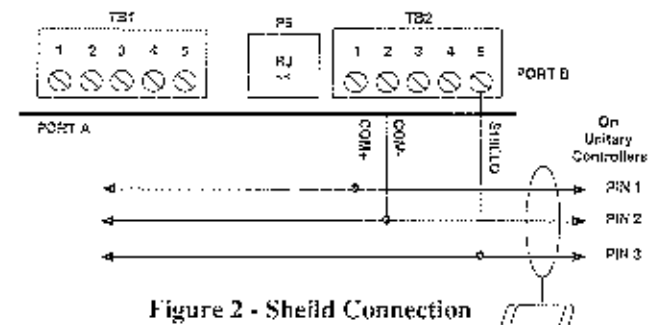 TB1
P5
TB2
1 2 3 4 5
RJ
1 2 3 4 5
PORT B
PORT A
COM+
COM-
SHIELD
On
Unitary
Controllers
PIN 1
PIN 2
PIN 3
Figure 2 - Sheild Connection